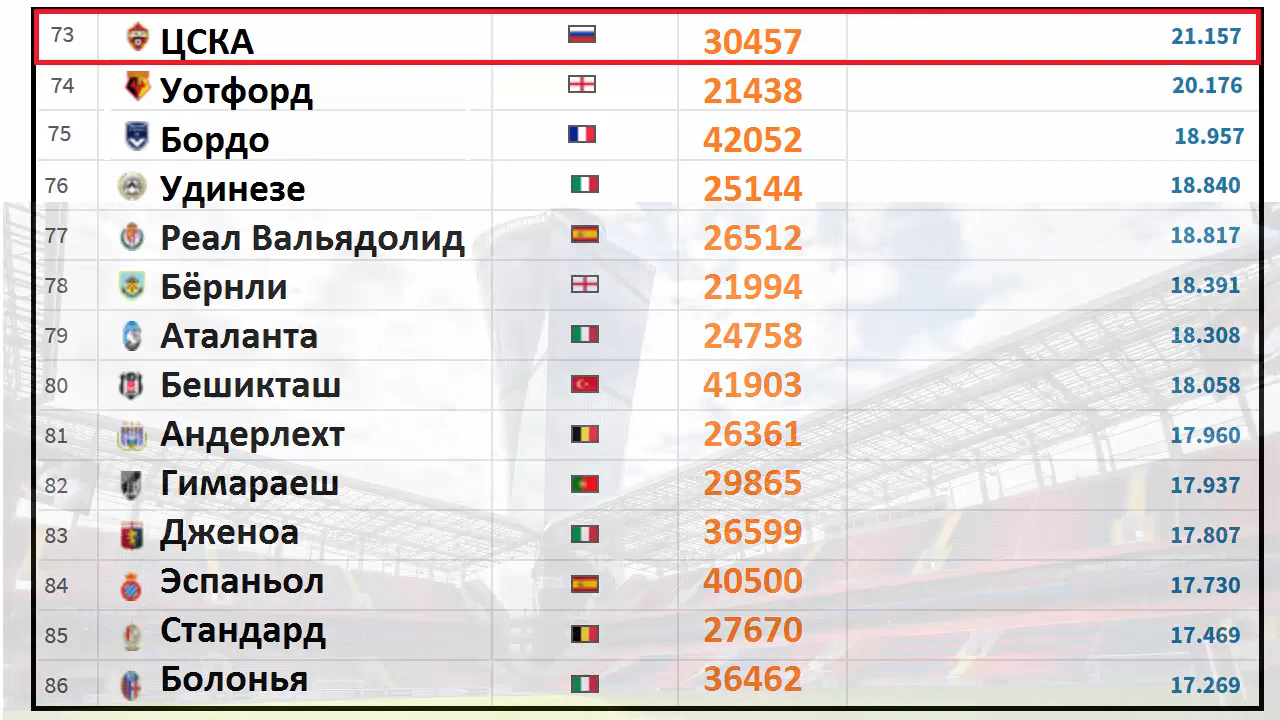 73 ЦСКА 30457 21.157
74 Уотфорд 21438 20.176
75 Бордо 42052 18.957
76 Удинезе 25144 18.840
77 Реал Вальядолид 26512 18.817
78 Бёрнли 21994 18.391
79 Аталанта 24758 18.308
80 Бешикташ 41903 18.058
81 Андерлехт 26361 17.960
82 Гимараеш 29865 17.937
83 Дженоа 36599 17.807
84 Эспаньол 40500 17.730
85 Стандард 27670 17.469
86 Болонья 36462 17.269